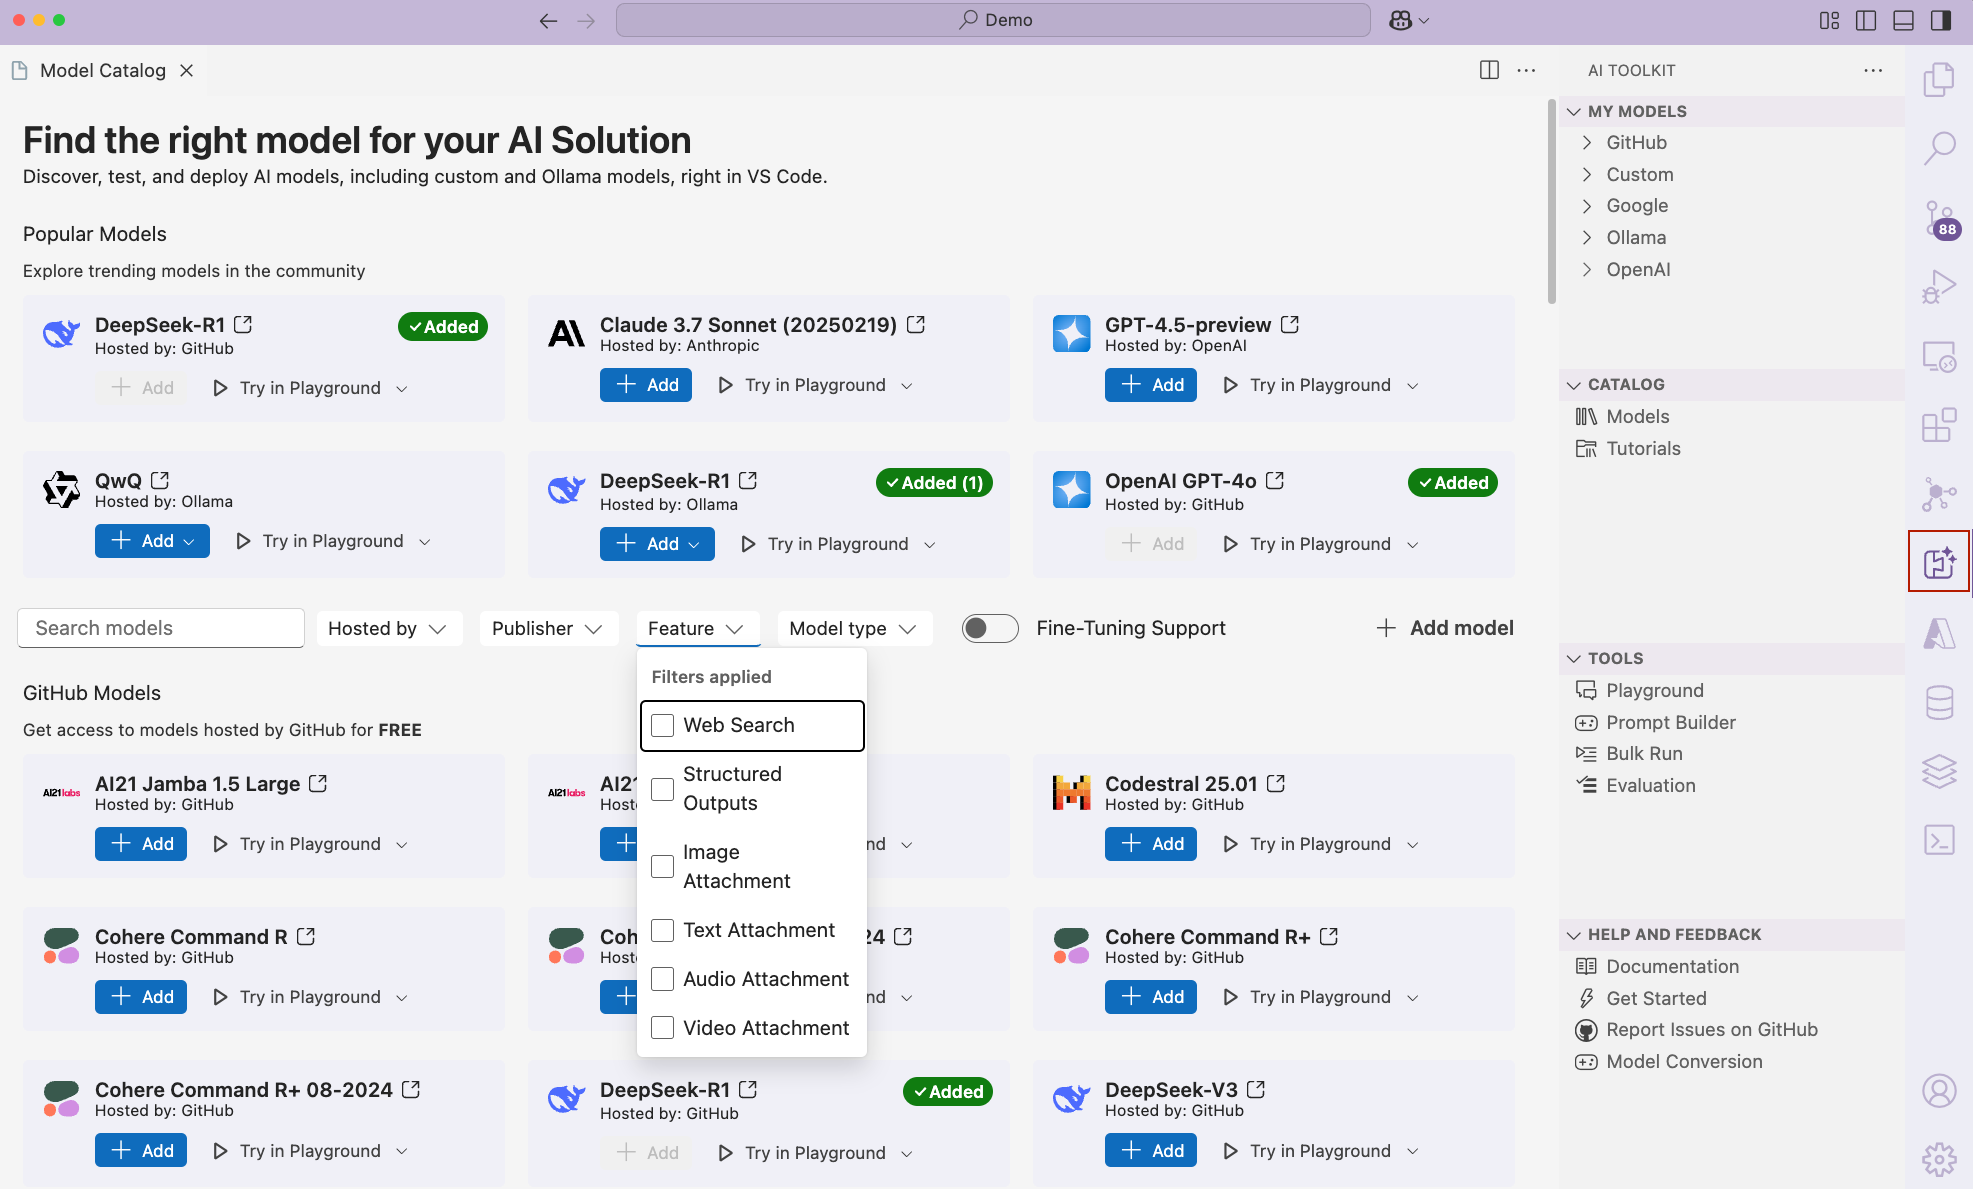 Demo
Model Catalog
Find the right model for your AI Solution
Discover, test, and deploy AI models, including custom and Ollama models, right in VS Code.
Popular Models
Explore trending models in the community
DeepSeek-R1
Added
Hosted by: GitHub
Add
Try in Playground
Claude 3.7 Sonnet (20250219)
Hosted by: Anthropic
Add
Try in Playground
GPT-4.5-preview
Hosted by: OpenAI
Add
Try in Playground
QwQ
Hosted by: Ollama
Add
Try in Playground
DeepSeek-R1
Added (1)
Hosted by: Ollama
Add
Try in Playground
OpenAI GPT-4o
Added
Hosted by: GitHub
Add
Try in Playground
Search models
Hosted by
Publisher
Feature
Model type
Fine-Tuning Support
Add model
Filters applied
Web Search
Structured
Outputs
Image
Attachment
Text Attachment
Audio Attachment
Video Attachment
GitHub Models
Get access to models hosted by GitHub for FREE
AI21labs
AI21 Jamba 1.5 Large
Hosted by: GitHub
Add
Try in Playground
AI21labs
Codestral 25.01
Hosted by: GitHub
Add
Try in Playground
Cohere Command R
Hosted by: GitHub
Add
Try in Playground
Cohere Command R+
Hosted by: GitHub
Add
Try in Playground
Cohere Command R+ 08-2024
Hosted by: GitHub
Add
Try in Playground
DeepSeek-R1
Added
Hosted by: GitHub
Add
Try in Playground
DeepSeek-V3
Hosted by: GitHub
Add
Try in Playground
AI TOOLKIT
MY MODELS
GitHub
Custom
Google
Ollama
OpenAI
CATALOG
Models
Tutorials
TOOLS
Playground
Prompt Builder
Bulk Run
Evaluation
HELP AND FEEDBACK
Documentation
Get Started
Report Issues on GitHub
Model Conversion
88